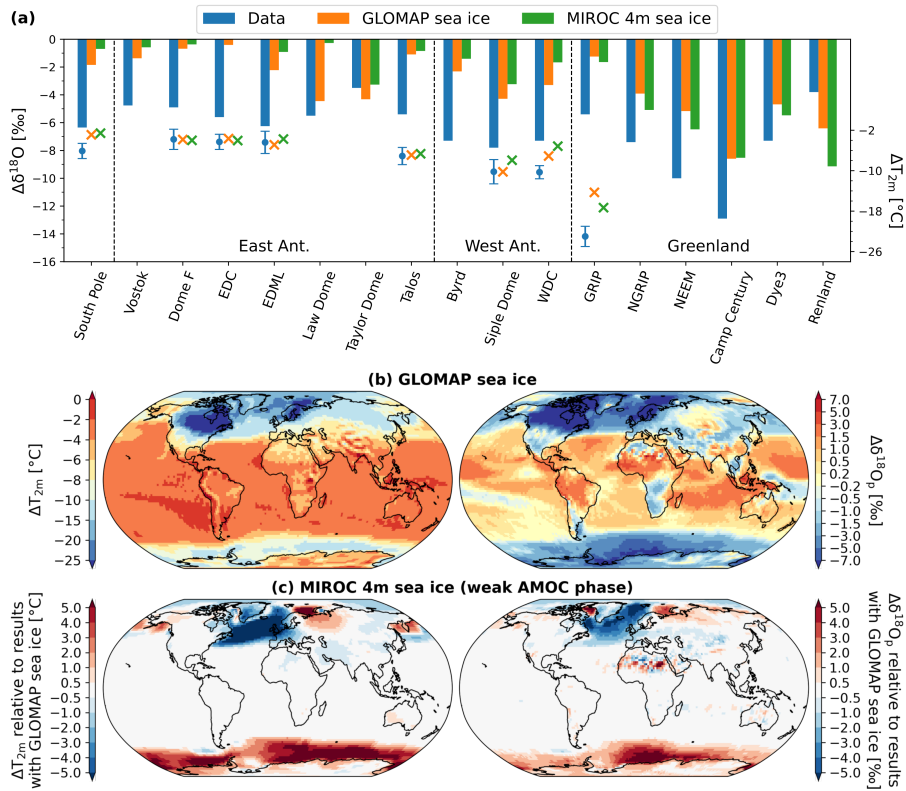 (a)
Data
GLOMAP sea ice
MIROC 4m sea ice
Δδ¹⁸O [‰]
0
−2
−4
−6
−8
−10
−12
−14
−16
East Ant.
West Ant.
Greenland
−2
−10
−18
−26
ΔT₂ₘ [°C]
South Pole
Vostok
Dome F
EDC
EDML
Law Dome
Taylor Dome
Talos
Byrd
Siple Dome
WDC
GRIP
NGRIP
NEEM
Camp Century
Dye3
Renland
(b) GLOMAP sea ice
ΔT₂ₘ [°C]
0
−2
−4
−6
−8
−10
−15
−20
−25
7.0
5.0
3.0
1.5
0.5
0.2
−0.2
−0.5
−1.5
−3.0
−5.0
−7.0
Δδ¹⁸Oₚ [‰]
(c) MIROC 4m sea ice (weak AMOC phase)
ΔT₂ₘ relative to results
with GLOMAP sea ice [°C]
5.0
4.0
3.0
2.0
1.0
0.5
−0.5
−1.0
−2.0
−3.0
−4.0
−5.0
5.0
4.0
3.0
2.0
1.0
0.5
−0.5
−1.0
−2.0
−3.0
−4.0
−5.0
Δδ¹⁸Oₚ relative to results
with GLOMAP sea ice [‰]